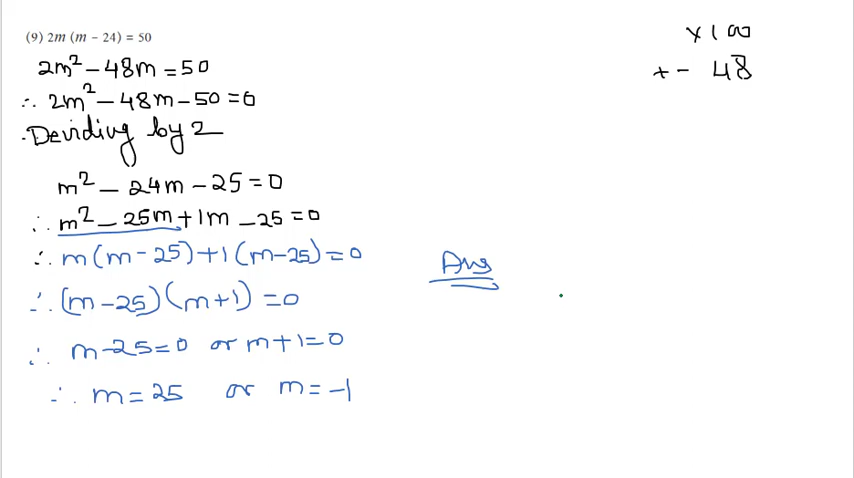 (9) 2m (m − 24) = 50
2m² − 48m = 50
∴ 2m² − 48m − 50 = 0
∴ Deviding by 2
m² − 24m − 25 = 0
∴ m² − 25m + 1m − 25 = 0
∴ m(m − 25) + 1(m − 25) = 0
∴ (m − 25)(m + 1) = 0
∴ m − 25 = 0 or m + 1 = 0
∴ m = 25 or m = −1
Ans
× 100
+ − 48